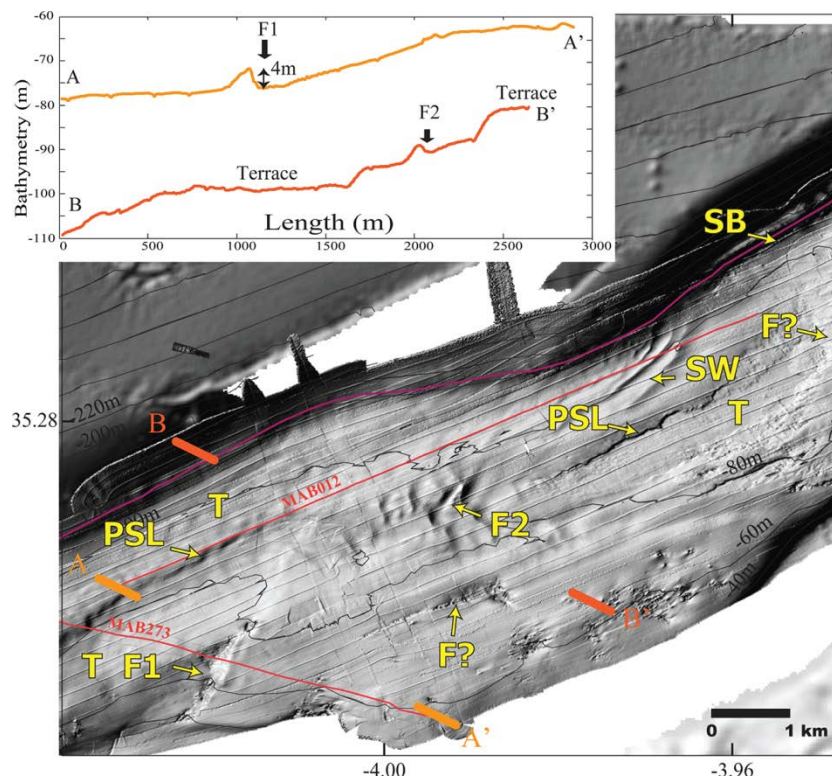 -60
-70
-80
-90
-100
-110
Bathymetry (m)
A
F1
4m
A’
F2
Terrace
B’
Terrace
B
Length (m)
0
500
1000
1500
2000
2500
3000
SB
F?
SW
PSL
T
-220m
-200m
35.28
B
-80m
T
MAB012
F2
PSL
-60m
A
-40m
B’
MAB273
F?
T F1
A’
0 1 km
-4.00
-3.96